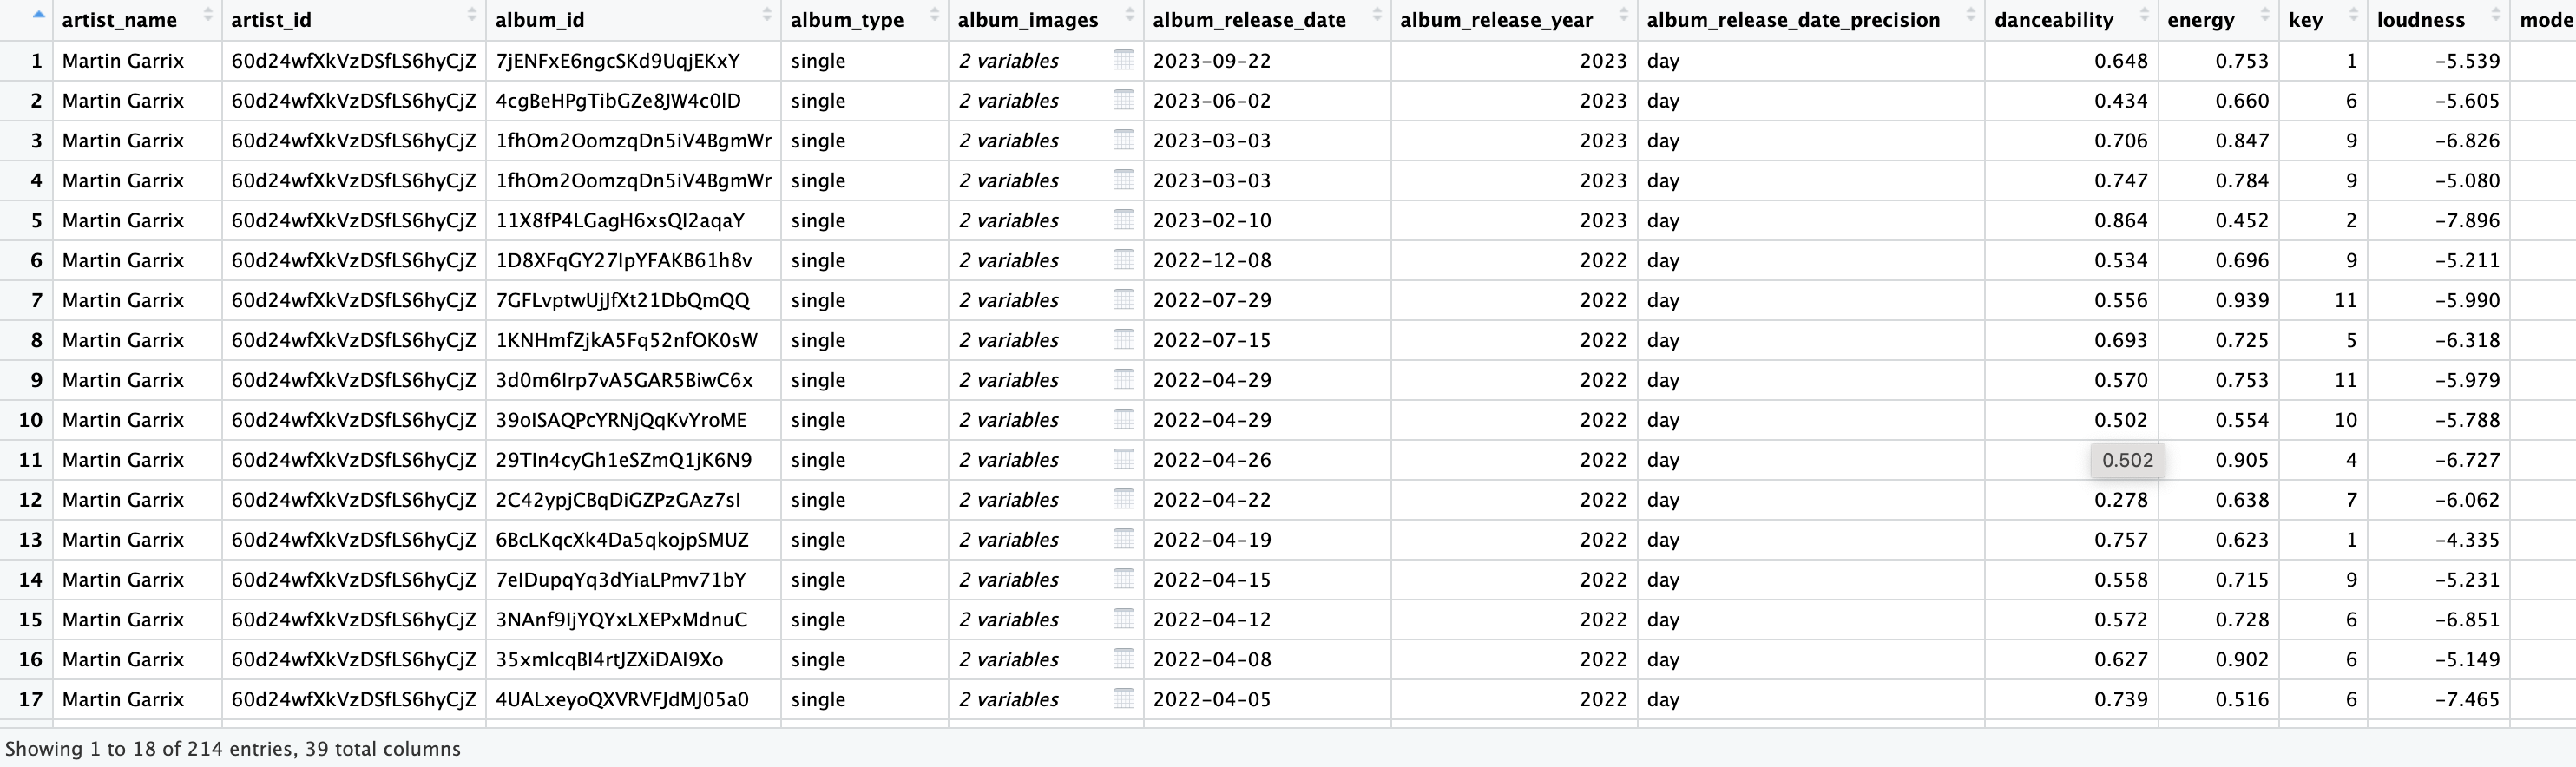 artist_name artist_id album_id album_type album_images album_release_date album_release_year album_release_date_precision danceability energy key loudness mode
1 Martin Garrix 60d24wfXkVzDSfLS6hyCjZ 7jENFxE6ngcSKd9UqjEKxY single 2 variables 2023-09-22 2023 day 0.648 0.753 1 -5.539
2 Martin Garrix 60d24wfXkVzDSfLS6hyCjZ 4cgBeHPgTibGZe8JW4c0lD single 2 variables 2023-06-02 2023 day 0.434 0.660 6 -5.605
3 Martin Garrix 60d24wfXkVzDSfLS6hyCjZ 1fhOm2OomzqDn5iV4BgmWr single 2 variables 2023-03-03 2023 day 0.706 0.847 9 -6.826
4 Martin Garrix 60d24wfXkVzDSfLS6hyCjZ 1fhOm2OomzqDn5iV4BgmWr single 2 variables 2023-03-03 2023 day 0.747 0.784 9 -5.080
5 Martin Garrix 60d24wfXkVzDSfLS6hyCjZ 11X8fP4LGagH6xsQI2aqaY single 2 variables 2023-02-10 2023 day 0.864 0.452 2 -7.896
6 Martin Garrix 60d24wfXkVzDSfLS6hyCjZ 1D8XFqGY27IpYFAKB61h8v single 2 variables 2022-12-08 2022 day 0.534 0.696 9 -5.211
7 Martin Garrix 60d24wfXkVzDSfLS6hyCjZ 7GFLvptwUjJfXt21DbQmQQ single 2 variables 2022-07-29 2022 day 0.556 0.939 11 -5.990
8 Martin Garrix 60d24wfXkVzDSfLS6hyCjZ 1KNHmfZjkA5Fq52nfOK0sW single 2 variables 2022-07-15 2022 day 0.693 0.725 5 -6.318
9 Martin Garrix 60d24wfXkVzDSfLS6hyCjZ 3d0m6Irp7vA5GAR5BiwC6x single 2 variables 2022-04-29 2022 day 0.570 0.753 11 -5.979
10 Martin Garrix 60d24wfXkVzDSfLS6hyCjZ 39oISAQPcYRNjQqKvYroME single 2 variables 2022-04-29 2022 day 0.502 0.554 10 -5.788
11 Martin Garrix 60d24wfXkVzDSfLS6hyCjZ 29TIn4cyGh1eSZmQ1jK6N9 single 2 variables 2022-04-26 2022 day 0.502 0.905 4 -6.727
12 Martin Garrix 60d24wfXkVzDSfLS6hyCjZ 2C42ypjCBqDiGZPzGAz7sI single 2 variables 2022-04-22 2022 day 0.278 0.638 7 -6.062
13 Martin Garrix 60d24wfXkVzDSfLS6hyCjZ 6BcLKqcXk4Da5qkojpSMUZ single 2 variables 2022-04-19 2022 day 0.757 0.623 1 -4.335
14 Martin Garrix 60d24wfXkVzDSfLS6hyCjZ 7eIDupqYq3dYiaLPmv71bY single 2 variables 2022-04-15 2022 day 0.558 0.715 9 -5.231
15 Martin Garrix 60d24wfXkVzDSfLS6hyCjZ 3NAnf9IjYQYxLXEPxMdnuC single 2 variables 2022-04-12 2022 day 0.572 0.728 6 -6.851
16 Martin Garrix 60d24wfXkVzDSfLS6hyCjZ 35xmlcqBI4rtJZXiDAI9Xo single 2 variables 2022-04-08 2022 day 0.627 0.902 6 -5.149
17 Martin Garrix 60d24wfXkVzDSfLS6hyCjZ 4UALxeyoQXVRVFJdMJ05a0 single 2 variables 2022-04-05 2022 day 0.739 0.516 6 -7.465
Showing 1 to 18 of 214 entries, 39 total columns